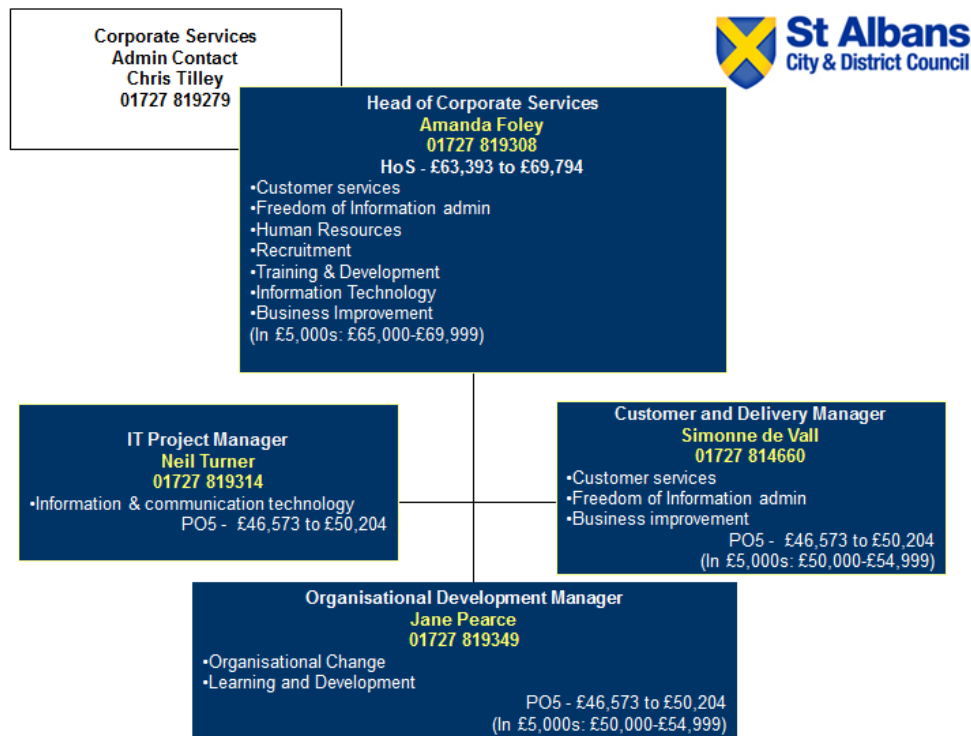 Corporate Services
Admin Contact
Chris Tilley
01727 819279
St Albans
City & District Council
Head of Corporate Services
Amanda Foley
01727 819308
HoS - £63,393 to £69,794
•Customer services
•Freedom of Information admin
•Human Resources
•Recruitment
•Training & Development
•Information Technology
•Business Improvement
(In £5,000s: £65,000-£69,999)
IT Project Manager
Neil Turner
01727 819314
•Information & communication technology
PO5 - £46,573 to £50,204
Customer and Delivery Manager
Simonne de Vall
01727 814660
•Customer services
•Freedom of Information admin
•Business improvement
PO5 - £46,573 to £50,204
(In £5,000s: £50,000-£54,999)
Organisational Development Manager
Jane Pearce
01727 819349
•Organisational Change
•Learning and Development
PO5 - £46,573 to £50,204
(In £5,000s: £50,000-£54,999)